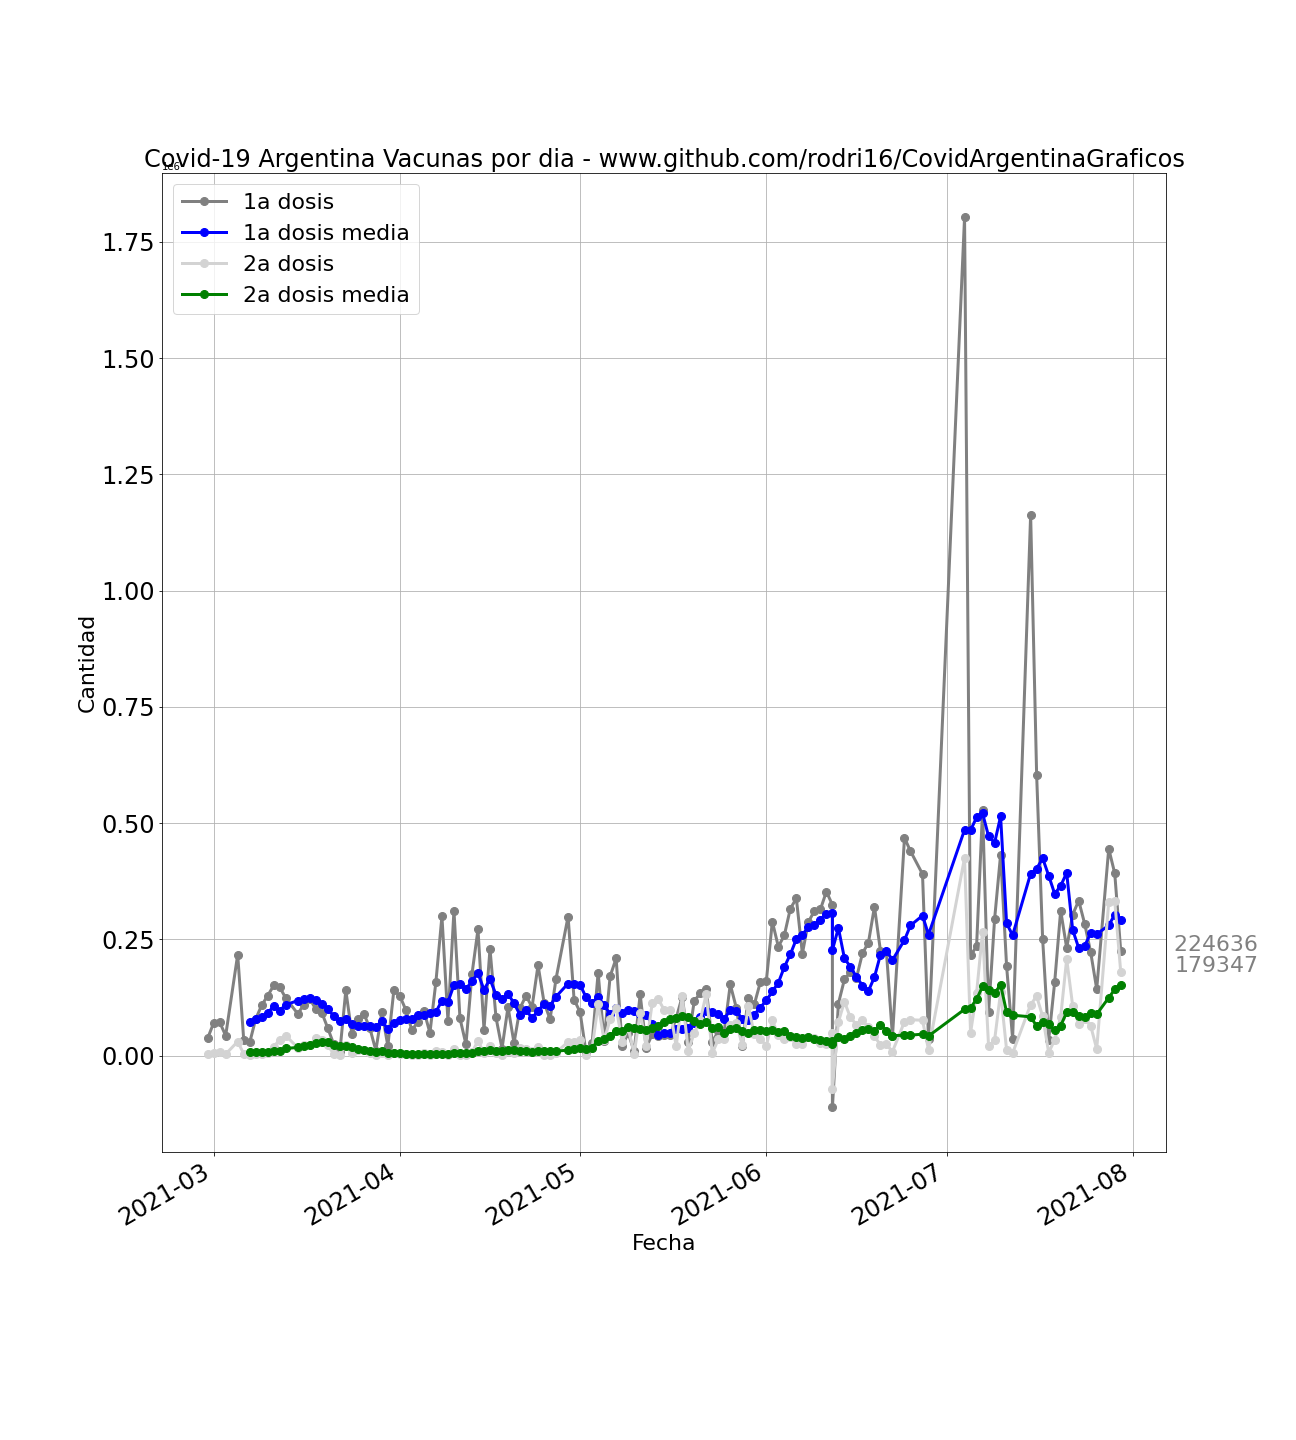 Covid-19 Argentina Vacunas por dia - www.github.com/rodri16/CovidArgentinaGraficos
1e6
1a dosis
1a dosis media
2a dosis
2a dosis media
1.75
1.50
1.25
1.00
0.75
0.50
0.25
0.00
Cantidad
224636
179347
2021-03
2021-04
2021-05
2021-06
2021-07
2021-08
Fecha